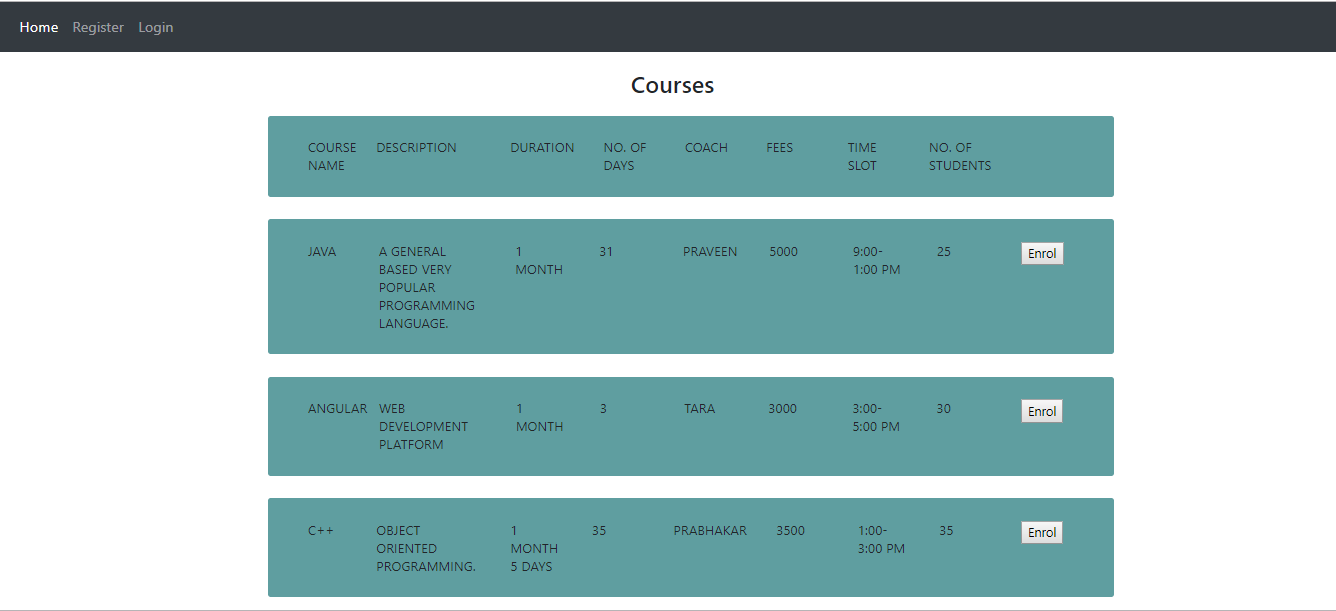 Home Register Login
Courses
COURSE DESCRIPTION DURATION NO. OF COACH FEES TIME NO. OF
NAME DAYS SLOT STUDENTS
JAVA A GENERAL 1 31 PRAVEEN 5000 9:00- 25 Enrol
BASED VERY MONTH 1:00 PM
POPULAR
PROGRAMMING
LANGUAGE.
ANGULAR WEB 1 3 TARA 3000 3:00- 30 Enrol
DEVELOPMENT MONTH 5:00 PM
PLATFORM
C++ OBJECT 1 35 PRABHAKAR 3500 1:00- 35 Enrol
ORIENTED MONTH 3:00 PM
PROGRAMMING. 5 DAYS